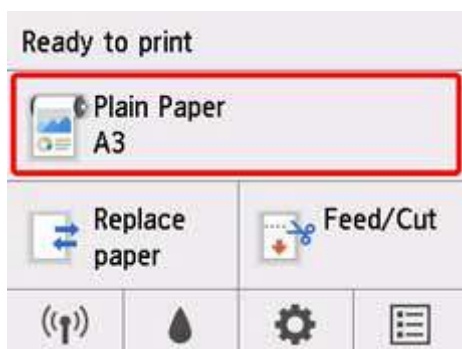 Ready to print
Plain Paper
A3
Replace
paper
Feed/Cut